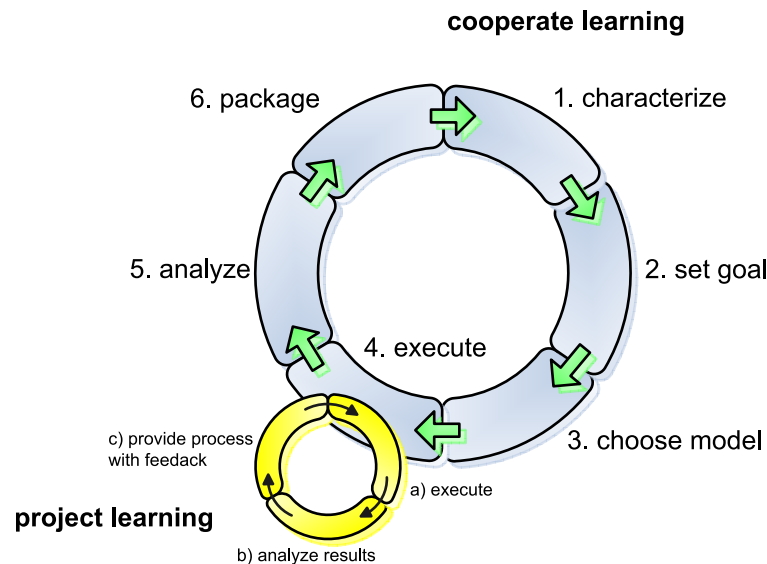 cooperate learning
6. package
1. characterize
5. analyze
2. set goal
4. execute
3. choose model
c) provide process
with feedack
a) execute
project learning
b) analyze results